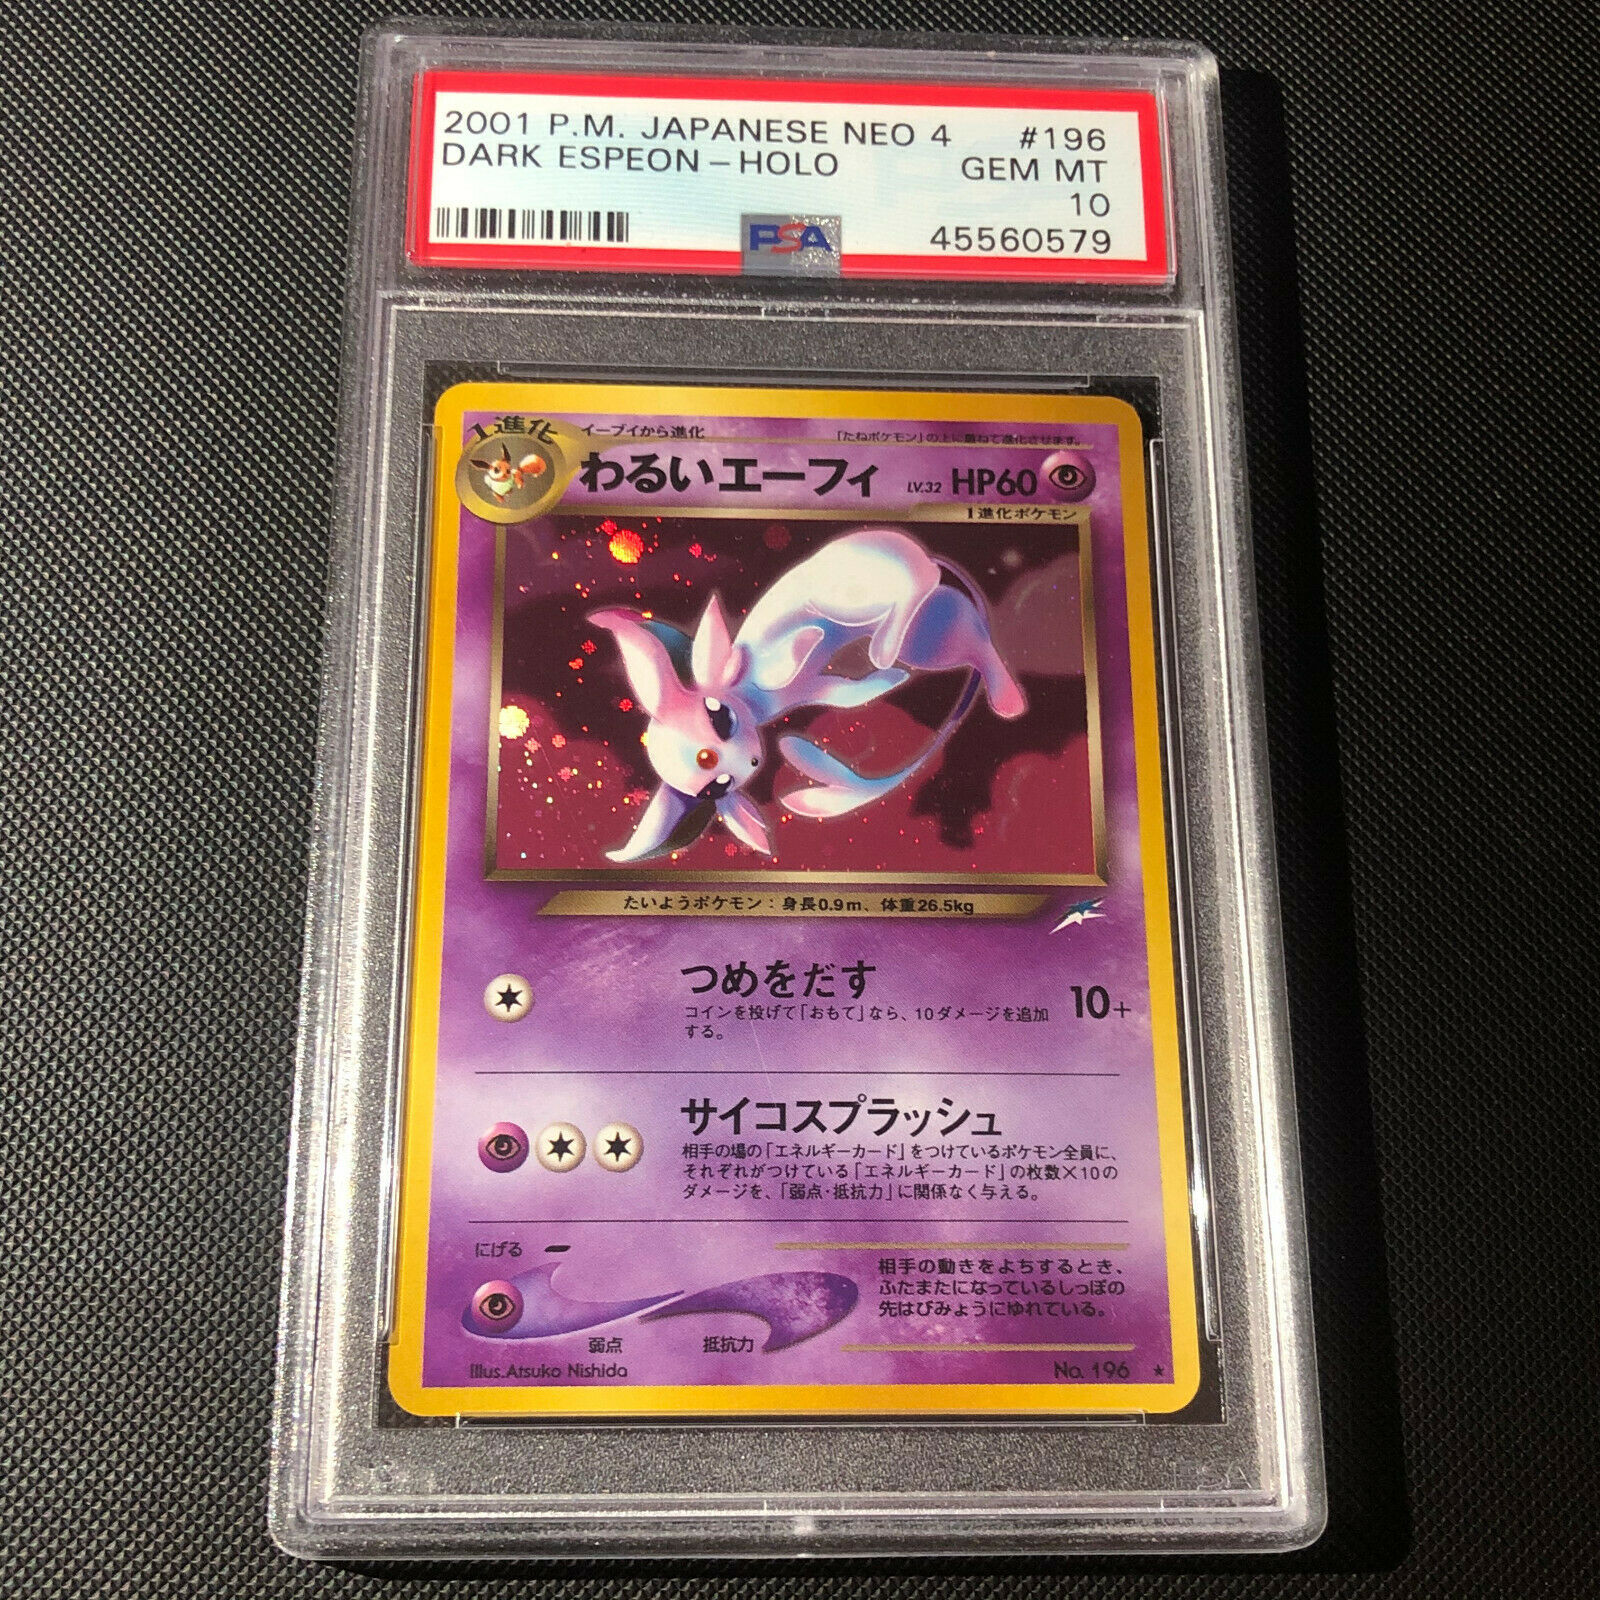 2001 P.M. JAPANESE NEO 4 #196
DARK ESPEON-HOLO GEM MT
10
PSA 45560579
1進化
イーブイから進化 「たねポケモン」の上に重ねて進化させます。
わるいエーフィ LV.32 HP60
1進化ポケモン
たいようポケモン：身長0.9m、体重26.5kg
つめをだす 10+
コインを投げて「おもて」なら、10ダメージを追加
する。
サイコスプラッシュ
相手の場の「エネルギーカード」をつけているポケモン全員に、
それぞれがつけている「エネルギーカード」の枚数×10の
ダメージを、「弱点・抵抗力」に関係なく与える。
にげる
相手の動きをよちするとき、
ふたまたになっているしっぽの
先はびみょうにゆれている。
弱点 抵抗力
Illus.Atsuko Nishida No. 196 ★
PSA